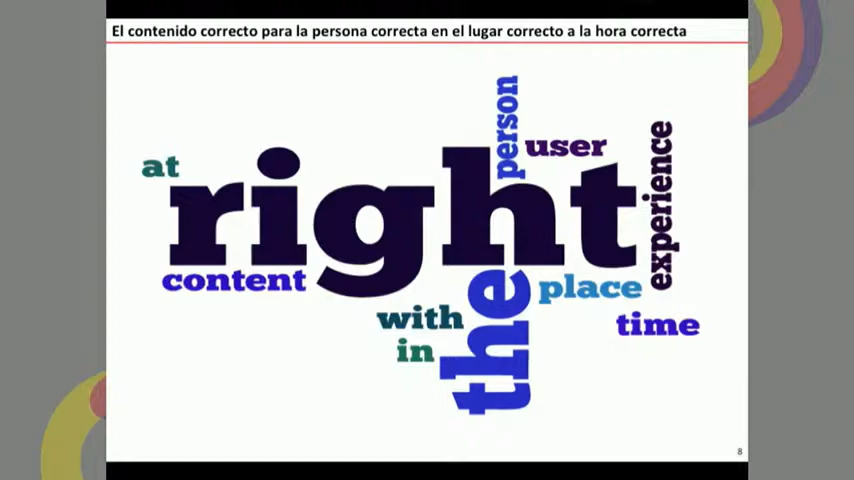 El contenido correcto para la persona correcta en el lugar correcto a la hora correcta
person
user
experience
at
right
content
the
place
with
time
in
8